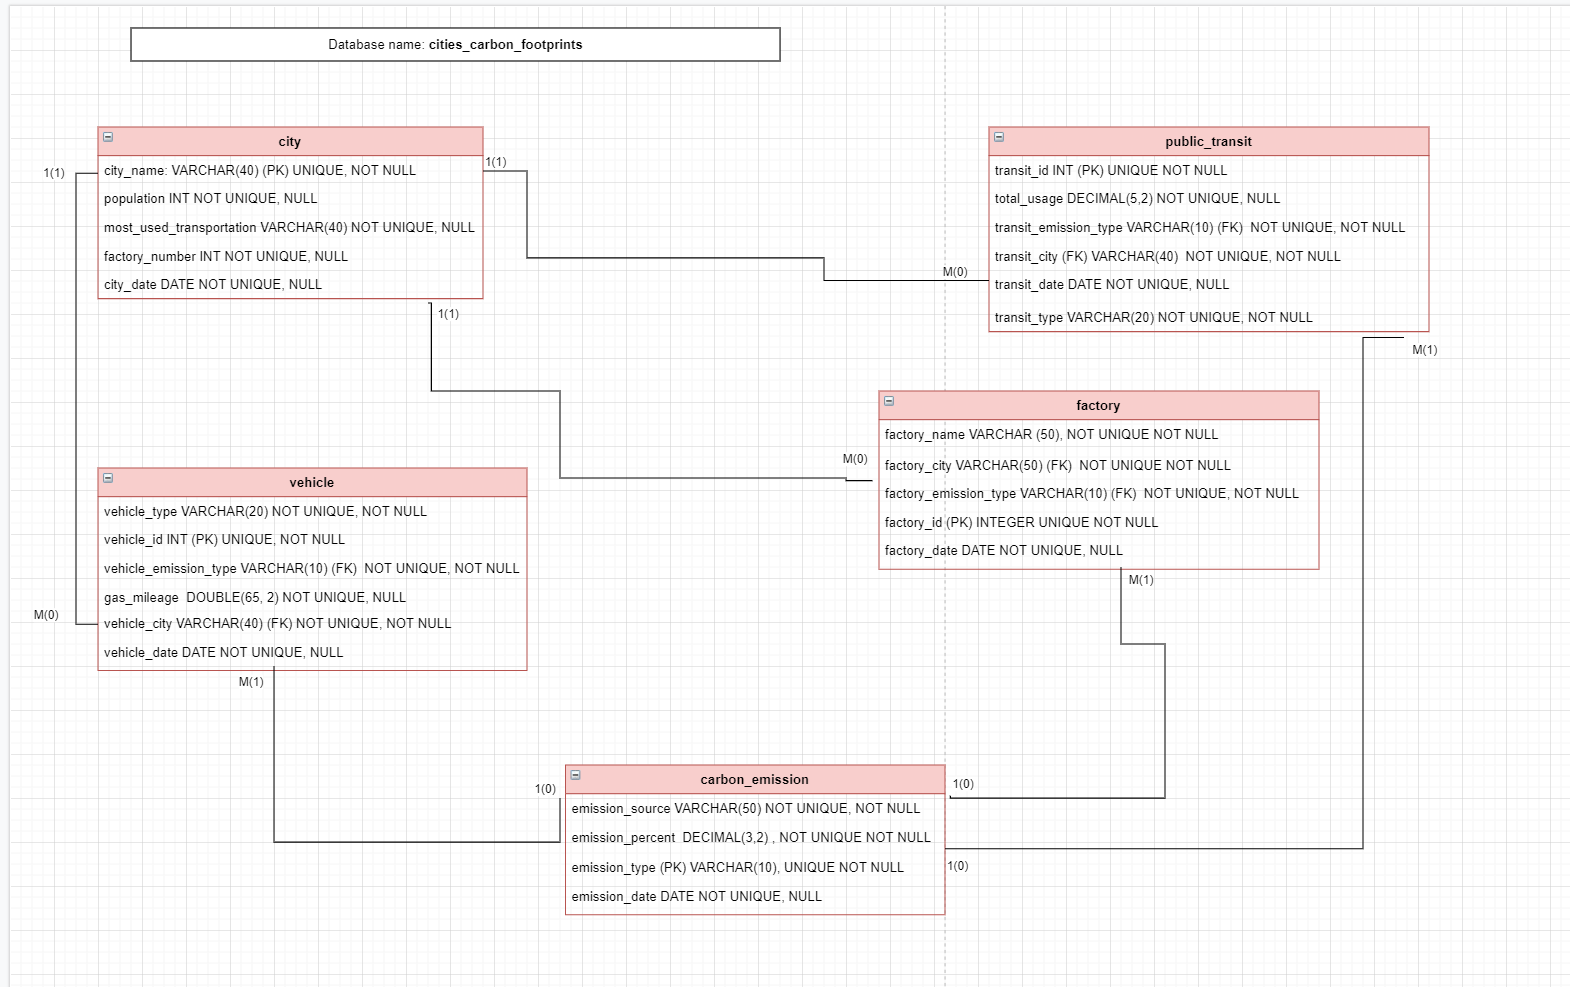 Database name: cities_carbon_footprints
city
city_name: VARCHAR(40) (PK) UNIQUE, NOT NULL
population INT NOT UNIQUE, NULL
most_used_transportation VARCHAR(40) NOT UNIQUE, NULL
factory_number INT NOT UNIQUE, NULL
city_date DATE NOT UNIQUE, NULL
1(1)
1(1)
1(1)
public_transit
transit_id INT (PK) UNIQUE NOT NULL
total_usage DECIMAL(5,2) NOT UNIQUE, NULL
transit_emission_type VARCHAR(10) (FK)  NOT UNIQUE, NOT NULL
transit_city (FK) VARCHAR(40)  NOT UNIQUE, NOT NULL
transit_date DATE NOT UNIQUE, NULL
transit_type VARCHAR(20) NOT UNIQUE, NOT NULL
M(0)
M(1)
factory
factory_name VARCHAR (50), NOT UNIQUE NOT NULL
factory_city VARCHAR(50) (FK)  NOT UNIQUE NOT NULL
factory_emission_type VARCHAR(10) (FK)  NOT UNIQUE, NOT NULL
factory_id (PK) INTEGER UNIQUE NOT NULL
factory_date DATE NOT UNIQUE, NULL
M(0)
M(1)
vehicle
vehicle_type VARCHAR(20) NOT UNIQUE, NOT NULL
vehicle_id INT (PK) UNIQUE, NOT NULL
vehicle_emission_type VARCHAR(10) (FK)  NOT UNIQUE, NOT NULL
gas_mileage  DOUBLE(65, 2) NOT UNIQUE, NULL
vehicle_city VARCHAR(40) (FK) NOT UNIQUE, NOT NULL
vehicle_date DATE NOT UNIQUE, NULL
M(0)
M(1)
carbon_emission
emission_source VARCHAR(50) NOT UNIQUE, NOT NULL
emission_percent  DECIMAL(3,2) , NOT UNIQUE NOT NULL
emission_type (PK) VARCHAR(10), UNIQUE NOT NULL
emission_date DATE NOT UNIQUE, NULL
1(0)
1(0)
1(0)